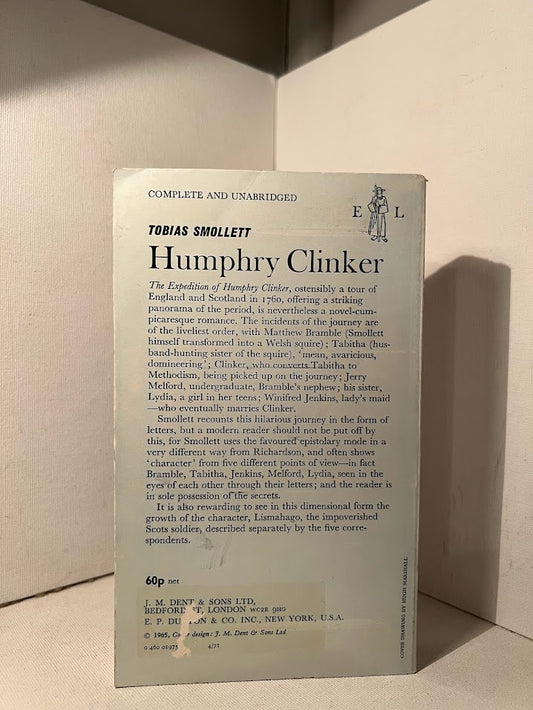 COMPLETE AND UNABRIDGED
E L
TOBIAS SMOLLETT
Humphry Clinker
The Expedition of Humphry Clinker, ostensibly a tour of
England and Scotland in 1760, offering a striking
panorama of the period, is nevertheless a novel-cum-
picaresque romance. The incidents of the journey are
of the liveliest order, with Matthew Bramble (Smollett
himself transformed into a Welsh squire); Tabitha (hus-
band-hunting sister of the squire), 'mean, avaricious,
domineering'; Clinker, who converts Tabitha to
Methodism, being picked up on the journey; Jerry
Melford, undergraduate, Bramble's nephew; his sister,
Lydia, a girl in her teens; Winifred Jenkins, lady's maid
—who eventually marries Clinker.
Smollett recounts this hilarious journey in the form of
letters, but a modern reader should not be put off by
this, for Smollett uses the favoured epistolary mode in a
very different way from Richardson, and often shows
'character' from five different points of view—in fact
Bramble, Tabitha, Jenkins, Melford, Lydia, seen in the
eyes of each other through their letters; and the reader is
in sole possession of the secrets.
It is also rewarding to see in this dimensional form the
growth of the character, Lismahago, the impoverished
Scots soldier, described separately by the five corre-
spondents.
60p net
J. M. DENT & SONS LTD,
BEDFORD ST, LONDON WC2E 9HG
E. P. DUTTON & CO. INC., NEW YORK, U.S.A.
© 1965, Cover design: J. M. Dent & Sons Ltd
0 460 01975 4/72
COVER DRAWING BY HUGH MARSHALL